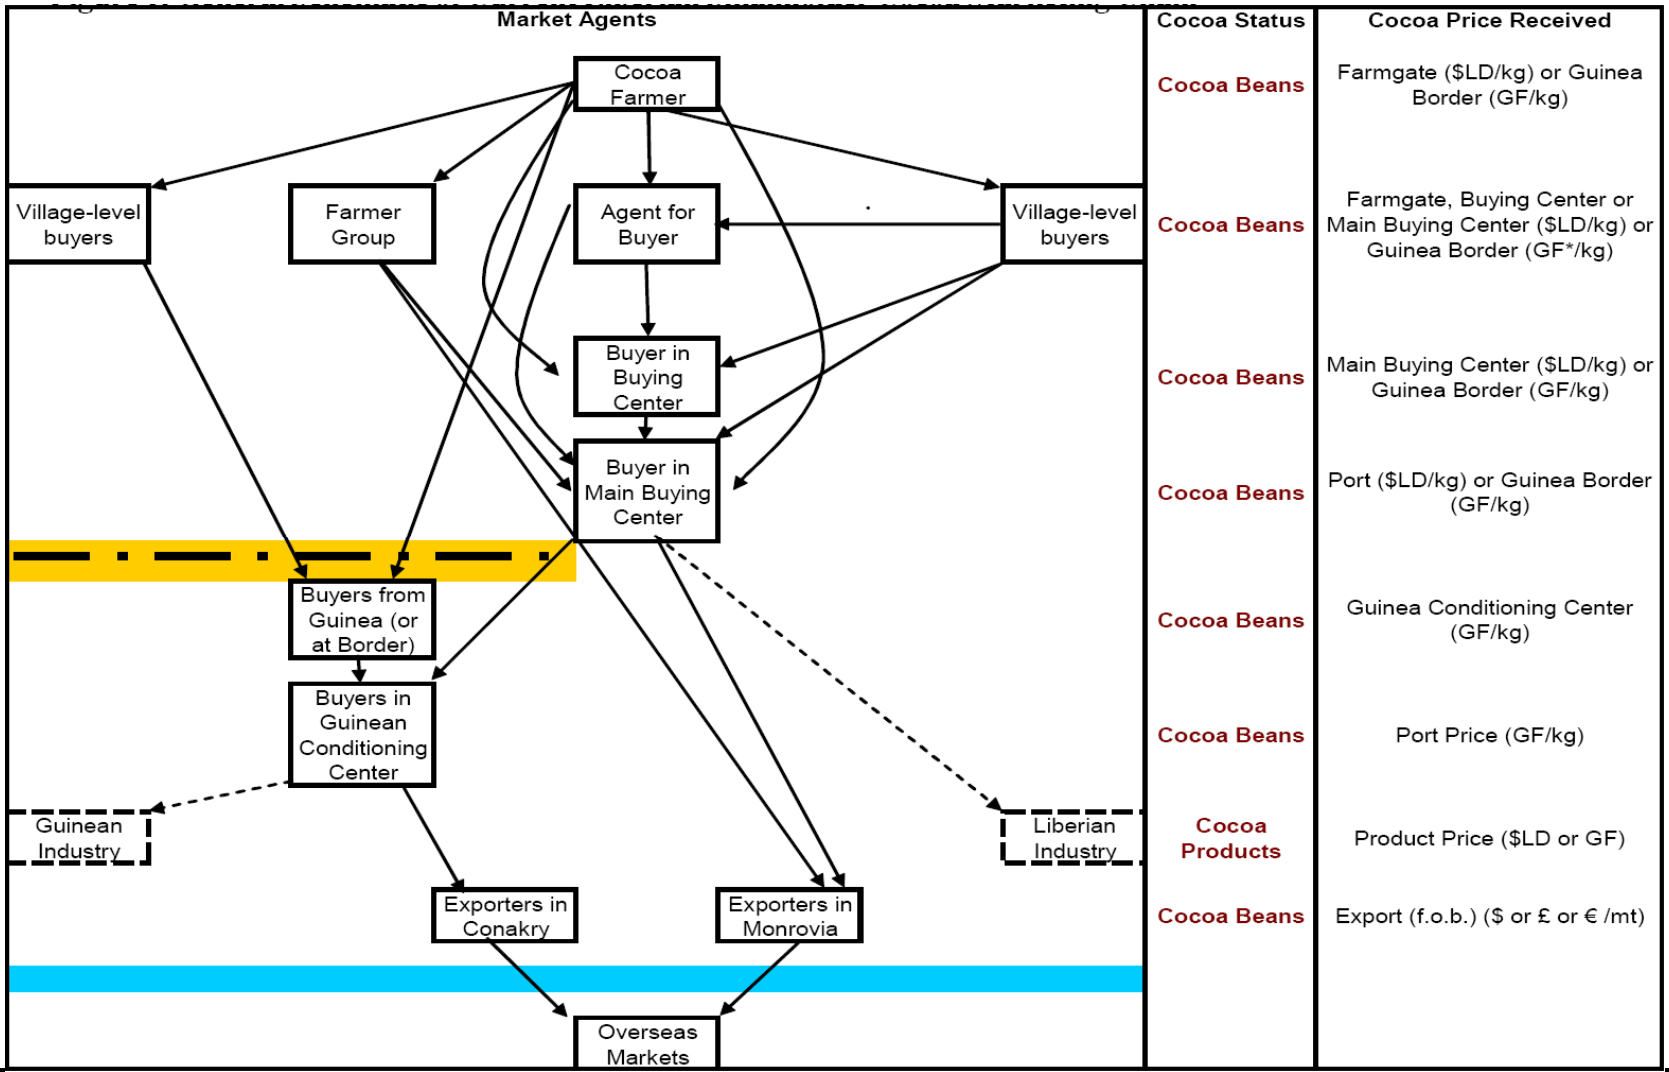 Market Agents
Cocoa Status
Cocoa Price Received
Cocoa
Farmer
Cocoa Beans
Farmgate ($LD/kg) or Guinea
Border (GF/kg)
Village-level
buyers
Farmer
Group
Agent for
Buyer
Village-level
buyers
Cocoa Beans
Farmgate, Buying Center or
Main Buying Center ($LD/kg) or
Guinea Border (GF*/kg)
Buyer in
Buying
Center
Cocoa Beans
Main Buying Center ($LD/kg) or
Guinea Border (GF/kg)
Buyer in
Main Buying
Center
Cocoa Beans
Port ($LD/kg) or Guinea Border
(GF/kg)
Buyers from
Guinea (or
at Border)
Cocoa Beans
Guinea Conditioning Center
(GF/kg)
Buyers in
Guinean
Conditioning
Center
Cocoa Beans
Port Price (GF/kg)
Guinean
Industry
Liberian
Industry
Cocoa
Products
Product Price ($LD or GF)
Exporters in
Conakry
Exporters in
Monrovia
Cocoa Beans
Export (f.o.b.) ($ or £ or € /mt)
Overseas
Markets